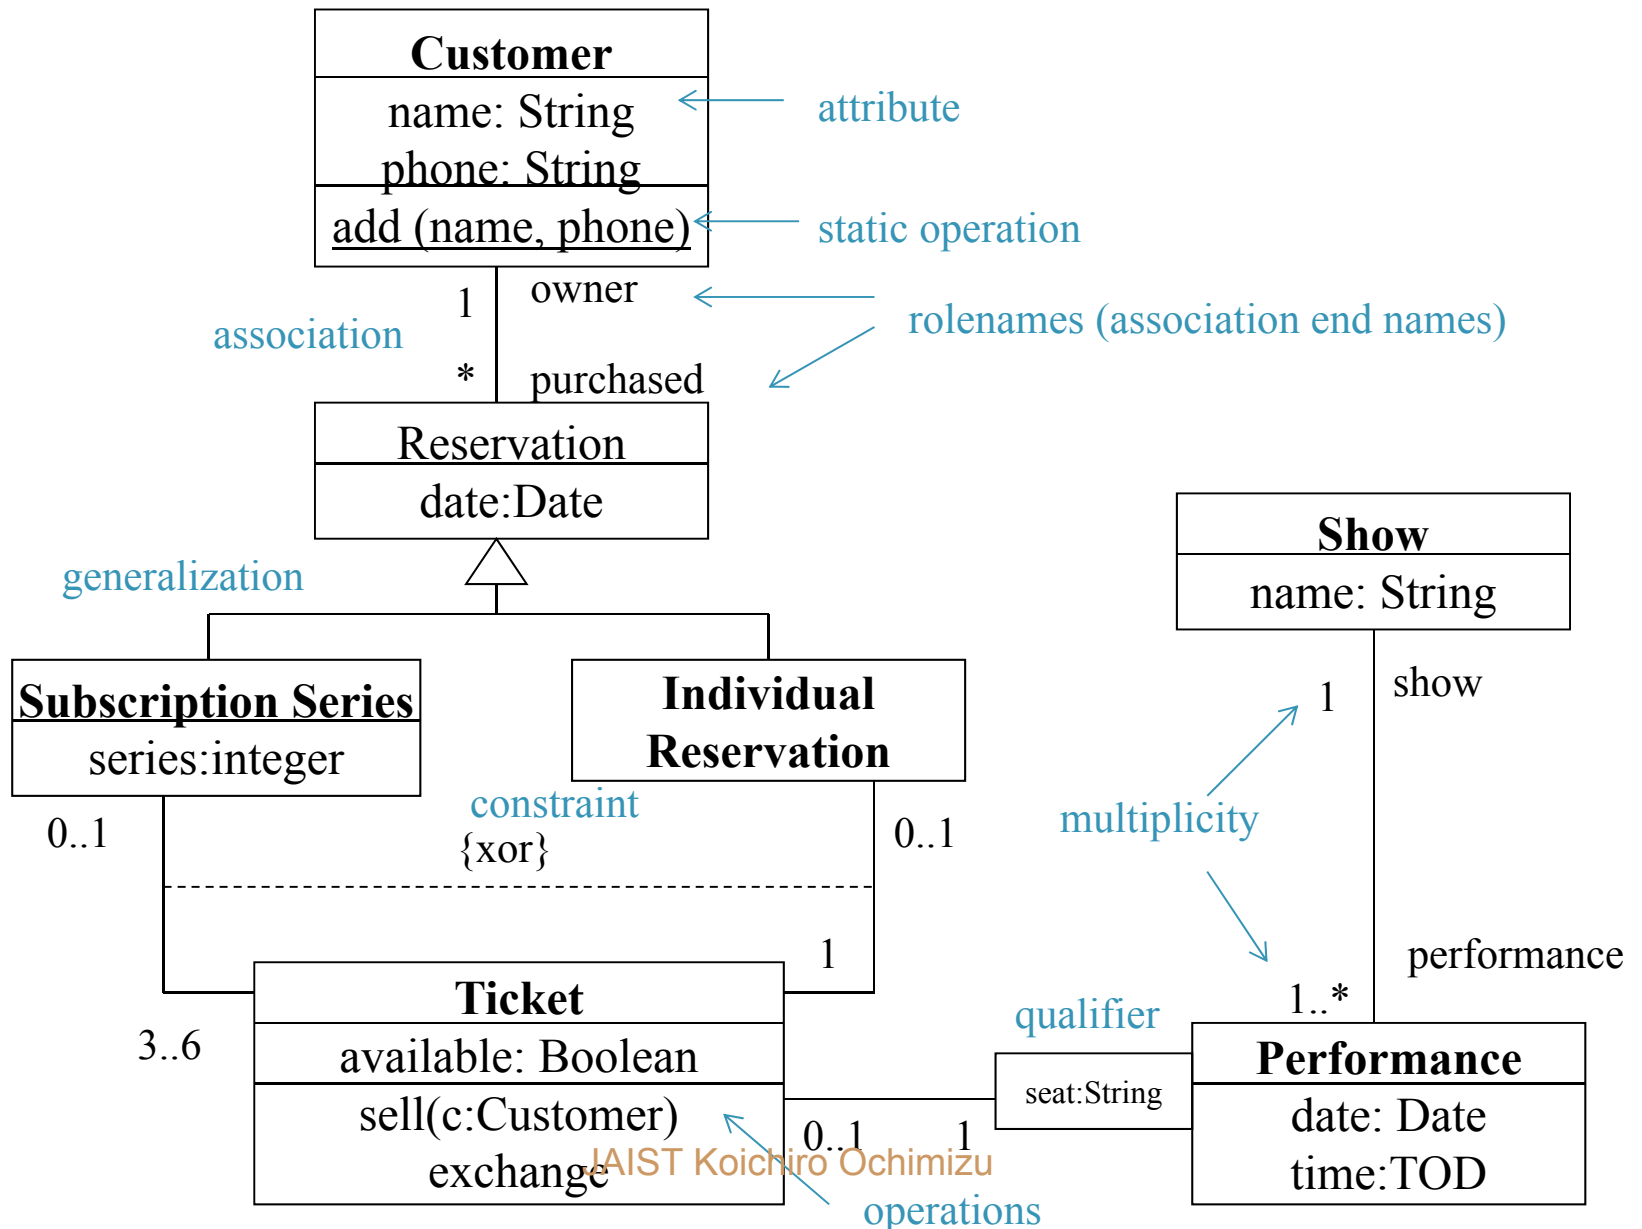 Customer
name: String
phone: String
add (name, phone)
attribute
static operation
owner
1
association
rolenames (association end names)
*
purchased
Reservation
date:Date
generalization
Show
name: String
Subscription Series
series:integer
Individual
Reservation
1
show
constraint
{xor}
0..1
0..1
multiplicity
1
performance
1..*
3..6
Ticket
available: Boolean
sell(c:Customer)
exchange
qualifier
seat:String
Performance
date: Date
time:TOD
0..1
1
JAIST Koichiro Ochimizu
operations